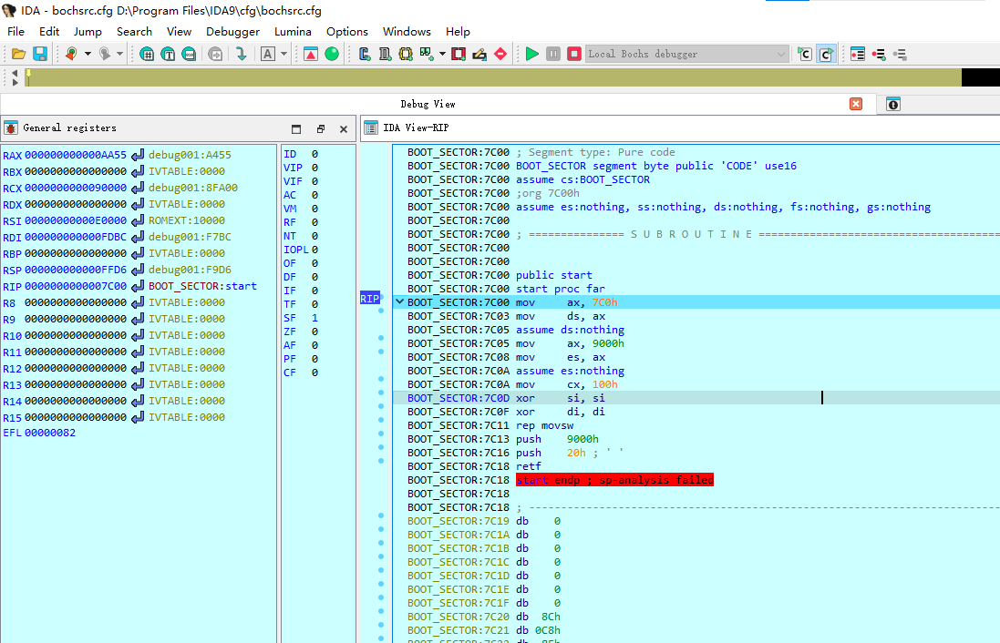 IDA - bochsrc.cfg D:\Program Files\IDA9\cfg\bochsrc.cfg
File Edit Jump Search View Debugger Lumina Options Windows Help
Local Bochs debugger
Debug View
General registers
IDA View-RIP
RAX 000000000000AA55 debug001:A455
RBX 0000000000000000 IVTABLE:0000
RCX 0000000000090000 debug001:8FA00
RDX 0000000000000000 IVTABLE:0000
RSI 00000000000E0000 ROMEXT:10000
RDI 000000000000FDBC debug001:F7BC
RBP 0000000000000000 IVTABLE:0000
RSP 000000000000FFD6 debug001:F9D6
RIP 0000000000007C00 BOOT_SECTOR:start
R8 0000000000000000 IVTABLE:0000
R9 0000000000000000 IVTABLE:0000
R10 0000000000000000 IVTABLE:0000
R11 0000000000000000 IVTABLE:0000
R12 0000000000000000 IVTABLE:0000
R13 0000000000000000 IVTABLE:0000
R14 0000000000000000 IVTABLE:0000
R15 0000000000000000 IVTABLE:0000
EFL 00000082
ID 0
VIP 0
VIF 0
AC 0
VM 0
RF 0
NT 0
IOPL 0
OF 0
DF 0
IF 0
TF 0
SF 1
ZF 0
AF 0
PF 0
CF 0
RIP
BOOT_SECTOR:7C00 ; Segment type: Pure code
BOOT_SECTOR:7C00 BOOT_SECTOR segment byte public 'CODE' use16
BOOT_SECTOR:7C00 assume cs:BOOT_SECTOR
BOOT_SECTOR:7C00 ;org 7C00h
BOOT_SECTOR:7C00 assume es:nothing, ss:nothing, ds:nothing, fs:nothing, gs:nothing
BOOT_SECTOR:7C00
BOOT_SECTOR:7C00 ; =============== S U B R O U T I N E =======================================
BOOT_SECTOR:7C00
BOOT_SECTOR:7C00
BOOT_SECTOR:7C00 public start
BOOT_SECTOR:7C00 start proc far
BOOT_SECTOR:7C00 mov ax, 7C0h
BOOT_SECTOR:7C03 mov ds, ax
BOOT_SECTOR:7C05 assume ds:nothing
BOOT_SECTOR:7C05 mov ax, 9000h
BOOT_SECTOR:7C08 mov es, ax
BOOT_SECTOR:7C0A assume es:nothing
BOOT_SECTOR:7C0A mov cx, 100h
BOOT_SECTOR:7C0D xor si, si
BOOT_SECTOR:7C0F xor di, di
BOOT_SECTOR:7C11 rep movsw
BOOT_SECTOR:7C13 push 9000h
BOOT_SECTOR:7C16 push 20h ; ' '
BOOT_SECTOR:7C18 retf
BOOT_SECTOR:7C18 start endp ; sp-analysis failed
BOOT_SECTOR:7C18
BOOT_SECTOR:7C18 ; ---------------------------------------------------------------------------
BOOT_SECTOR:7C19 db 0
BOOT_SECTOR:7C1A db 0
BOOT_SECTOR:7C1B db 0
BOOT_SECTOR:7C1C db 0
BOOT_SECTOR:7C1D db 0
BOOT_SECTOR:7C1E db 0
BOOT_SECTOR:7C1F db 0
BOOT_SECTOR:7C20 db 8Ch
BOOT_SECTOR:7C21 db 0C8h